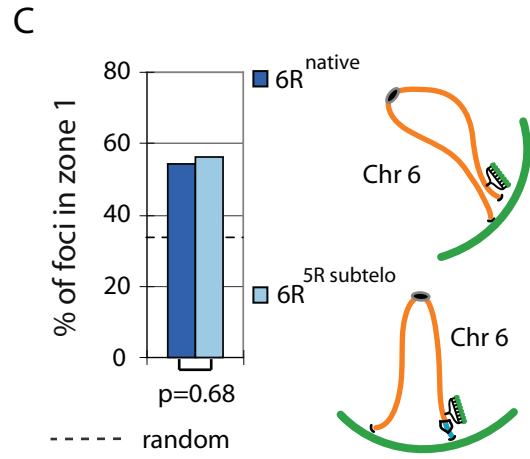 C
% of foci in zone 1
80
60
40
20
0
p=0.68
random
6R native
6R 5R subtelo
Chr 6
Chr 6